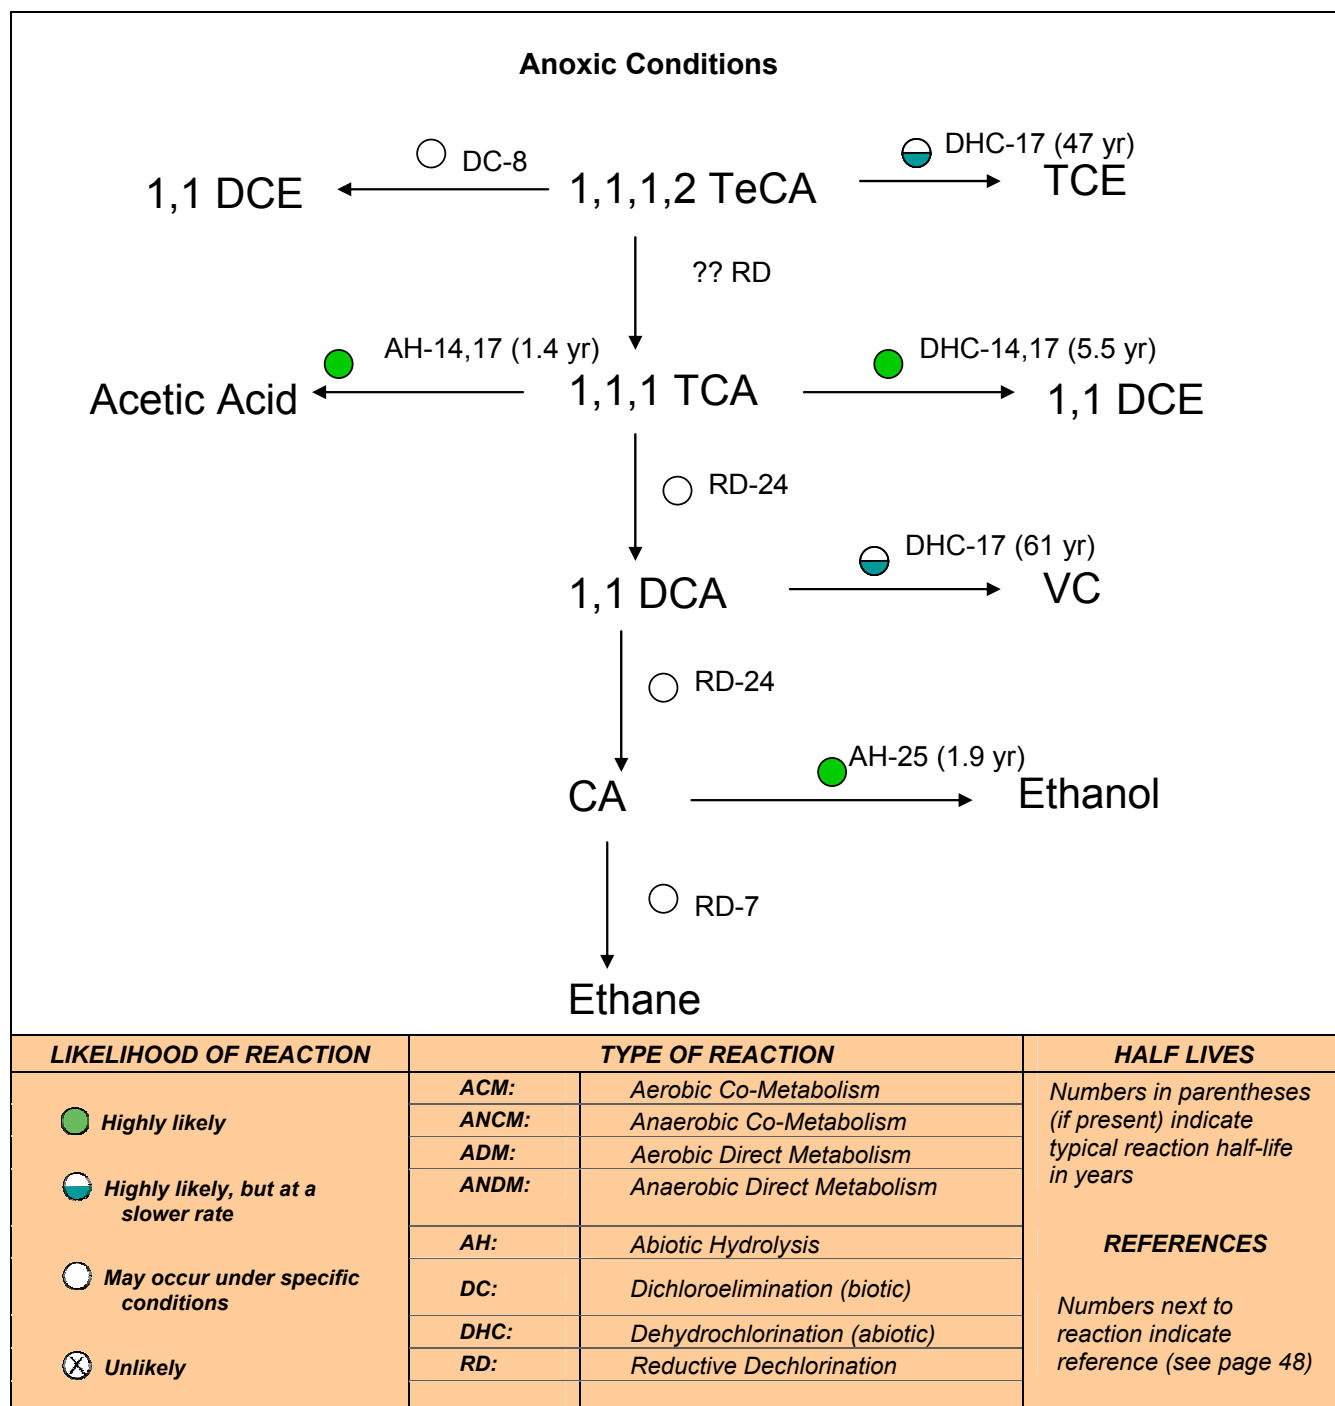 Anoxic Conditions
DC-8
DHC-17 (47 yr)
1,1 DCE
1,1,1,2 TeCA
TCE
?? RD
AH-14,17 (1.4 yr)
DHC-14,17 (5.5 yr)
Acetic Acid
1,1,1 TCA
1,1 DCE
RD-24
DHC-17 (61 yr)
1,1 DCA
VC
RD-24
AH-25 (1.9 yr)
CA
Ethanol
RD-7
Ethane
LIKELIHOOD OF REACTION
Highly likely
Highly likely, but at a
slower rate
May occur under specific
conditions
X
Unlikely
TYPE OF REACTION
ACM: Aerobic Co-Metabolism
ANCM: Anaerobic Co-Metabolism
ADM: Aerobic Direct Metabolism
ANDM: Anaerobic Direct Metabolism
AH: Abiotic Hydrolysis
DC: Dichloroelimination (biotic)
DHC: Dehydrochlorination (abiotic)
RD: Reductive Dechlorination
HALF LIVES
Numbers in parentheses
(if present) indicate
typical reaction half-life
in years
REFERENCES
Numbers next to
reaction indicate
reference (see page 48)